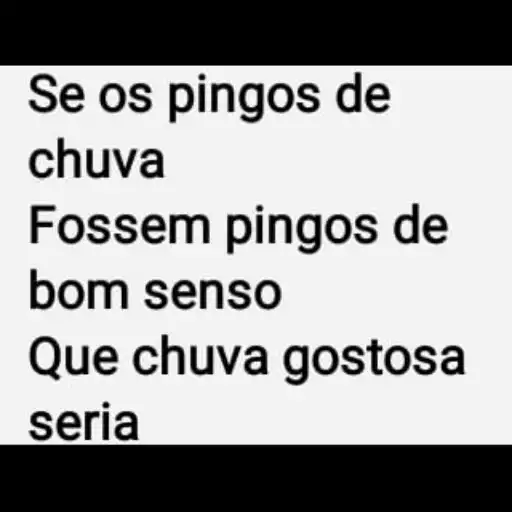 Se os pingos de
chuva
Fossem pingos de
bom senso
Que chuva gostosa
seria